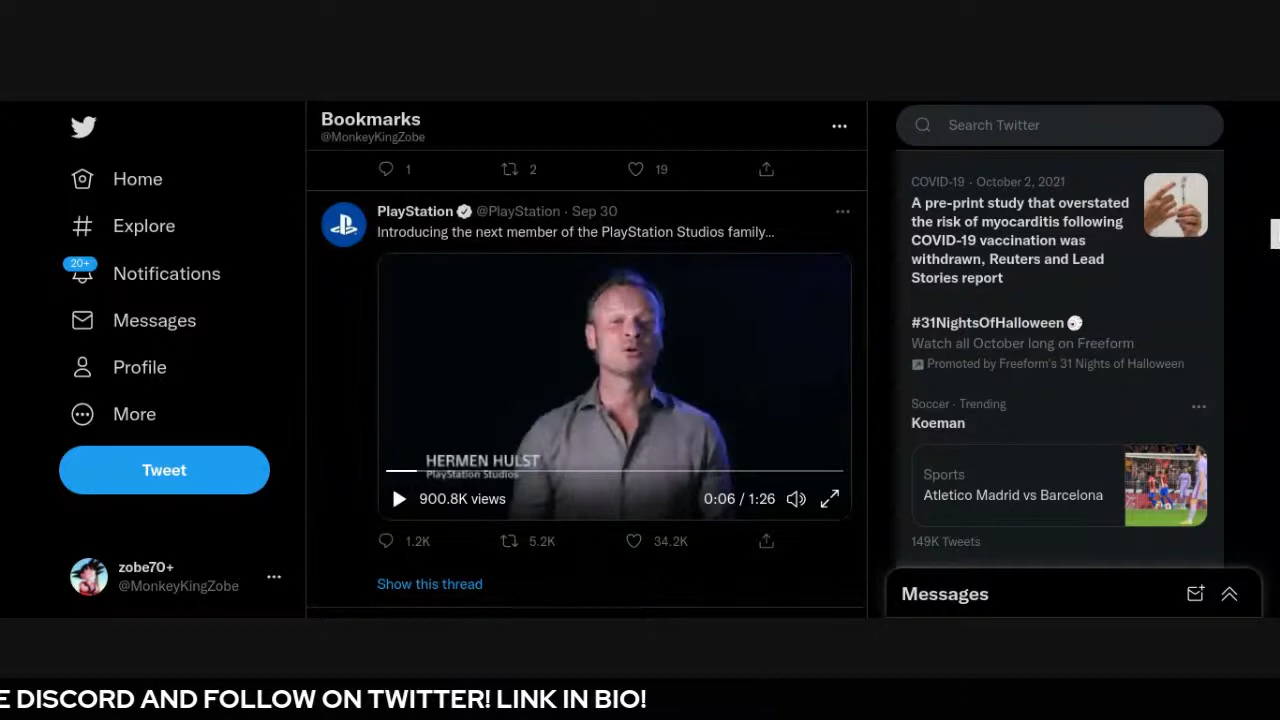 Home
Explore
20+
Notifications
Messages
Profile
More
Tweet
zobe70+
@MonkeyKingZobe
Bookmarks
@MonkeyKingZobe
1
2
19
PlayStation @PlayStation · Sep 30
Introducing the next member of the PlayStation Studios family...
HERMEN HULST
PlayStation Studios
900.8K views
0:06 / 1:26
1.2K
5.2K
34.2K
Show this thread
Search Twitter
COVID-19 · October 2, 2021
A pre-print study that overstated
the risk of myocarditis following
COVID-19 vaccination was
withdrawn, Reuters and Lead
Stories report
#31NightsOfHalloween
Watch all October long on Freeform
Promoted by Freeform's 31 Nights of Halloween
Soccer · Trending
Koeman
Sports
Atletico Madrid vs Barcelona
149K Tweets
Messages
E DISCORD AND FOLLOW ON TWITTER! LINK IN BIO!